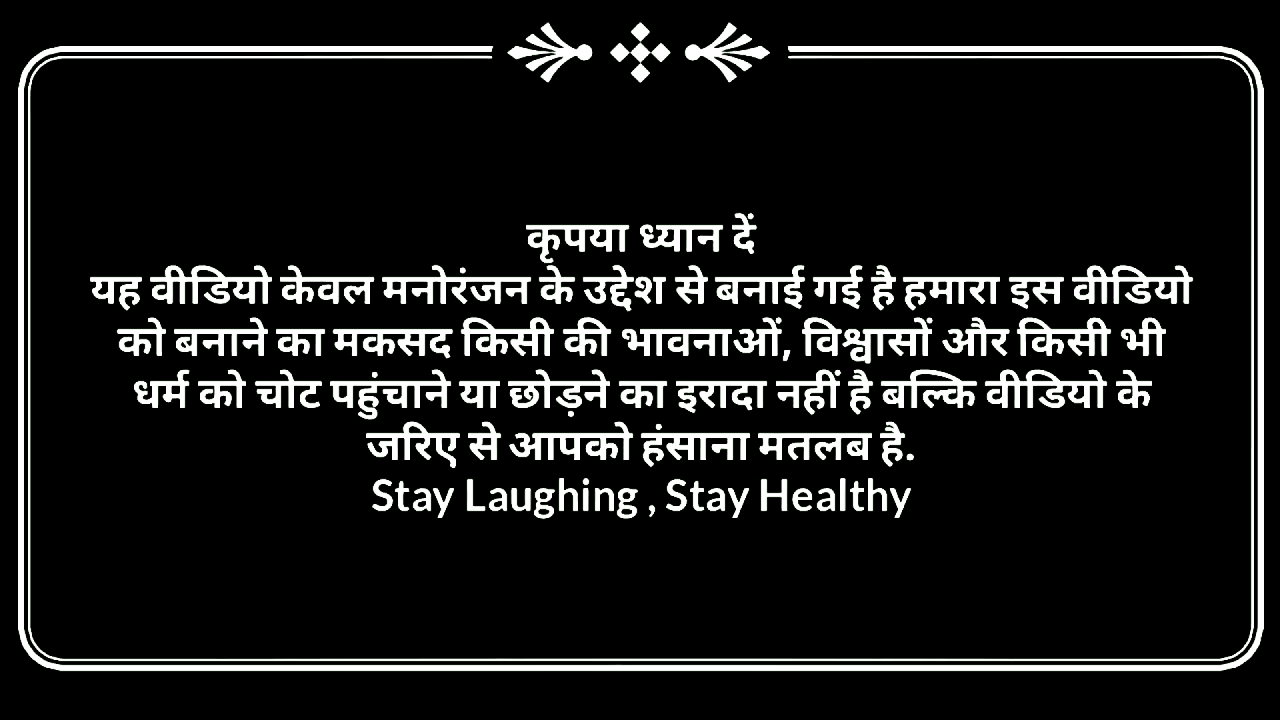 कृपया ध्यान दें
यह वीडियो केवल मनोरंजन के उद्देश से बनाई गई है हमारा इस वीडियो
को बनाने का मकसद किसी की भावनाओं, विश्वासों और किसी भी
धर्म को चोट पहुंचाने या छोड़ने का इरादा नहीं है बल्कि वीडियो के
जरिए से आपको हंसाना मतलब है.
Stay Laughing , Stay Healthy